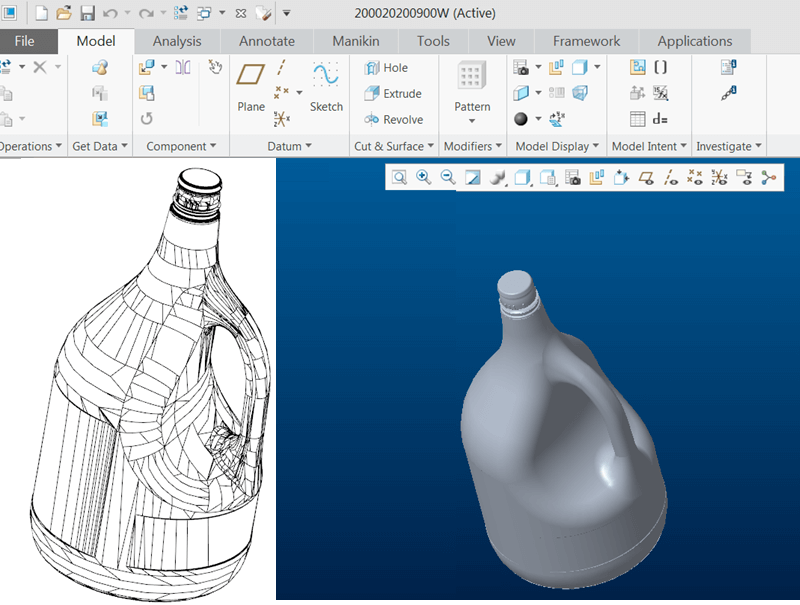 200020200900W (Active)
File Model Analysis Annotate Manikin Tools View Framework Applications
Hole
Extrude
Revolve
Plane Sketch Pattern
Operations Get Data Component Datum Cut & Surface Modifiers Model Display Model Intent Investigate